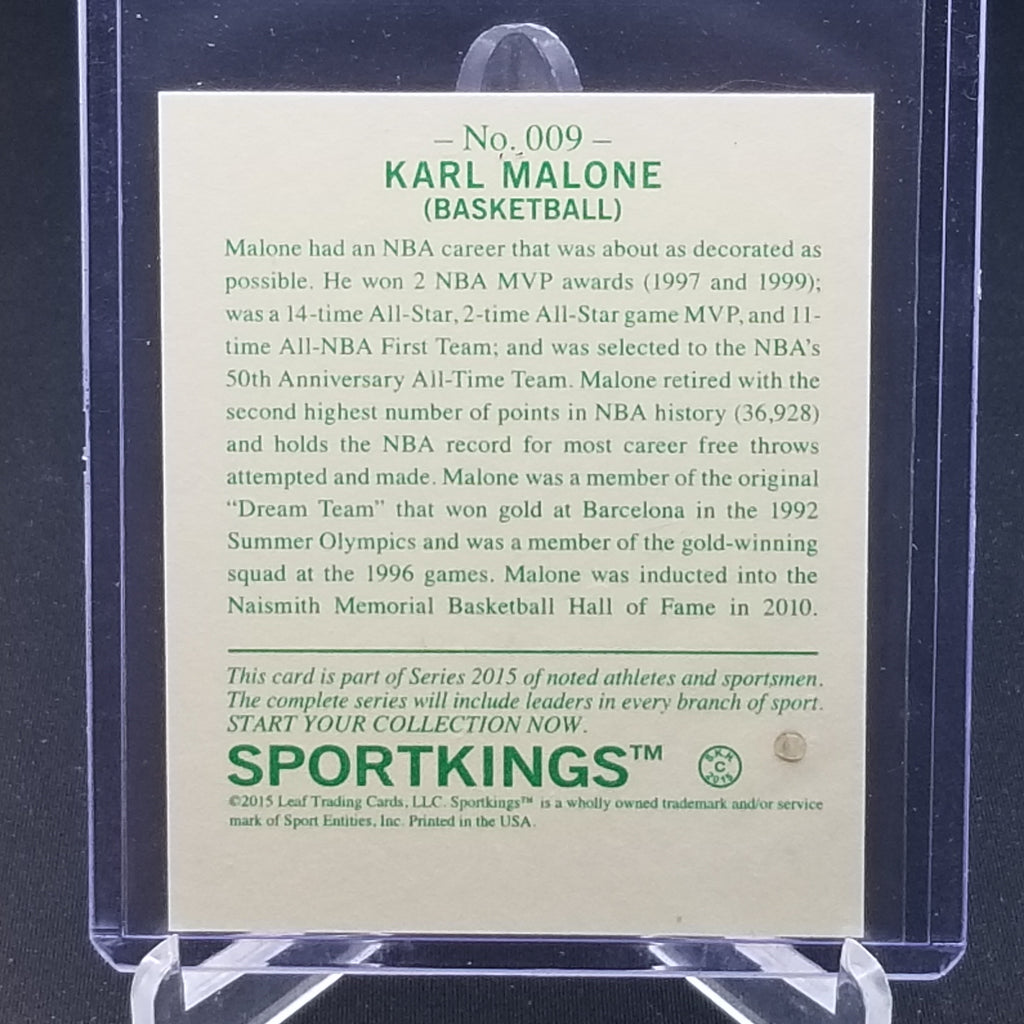 – No. 009 –
KARL MALONE
(BASKETBALL)
Malone had an NBA career that was about as decorated as
possible. He won 2 NBA MVP awards (1997 and 1999);
was a 14-time All-Star, 2-time All-Star game MVP, and 11-
time All-NBA First Team; and was selected to the NBA's
50th Anniversary All-Time Team. Malone retired with the
second highest number of points in NBA history (36,928)
and holds the NBA record for most career free throws
attempted and made. Malone was a member of the original
“Dream Team” that won gold at Barcelona in the 1992
Summer Olympics and was a member of the gold-winning
squad at the 1996 games. Malone was inducted into the
Naismith Memorial Basketball Hall of Fame in 2010.
This card is part of Series 2015 of noted athletes and sportsmen.
The complete series will include leaders in every branch of sport.
START YOUR COLLECTION NOW.
SPORTKINGS™
S.K.H
C
2015
©2015 Leaf Trading Cards, LLC. Sportkings™ is a wholly owned trademark and/or service
mark of Sport Entities, Inc. Printed in the USA.